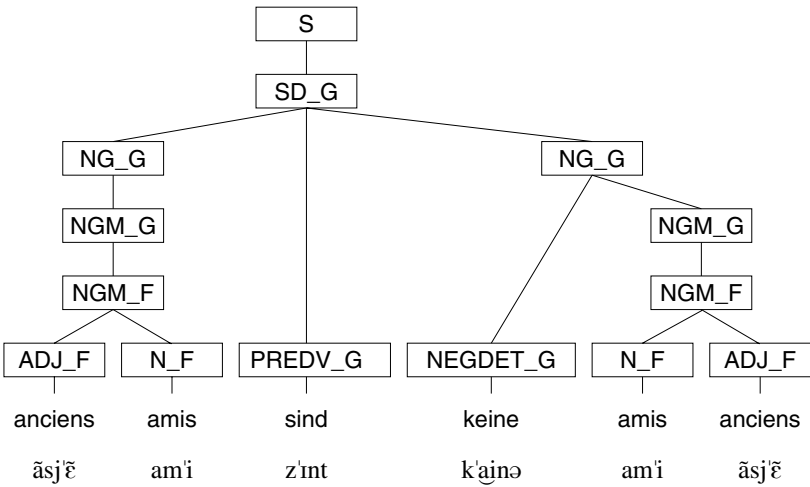 S
SD_G
NG_G NG_G
NGM_G NGM_G
NGM_F NGM_F
ADJ_F N_F PREDV_G NEGDET_G N_F ADJ_F
anciens amis sind keine amis anciens
ãsjˈɛ̃ amˈi zˈɪnt kˈai̯nə amˈi ãsjˈɛ̃